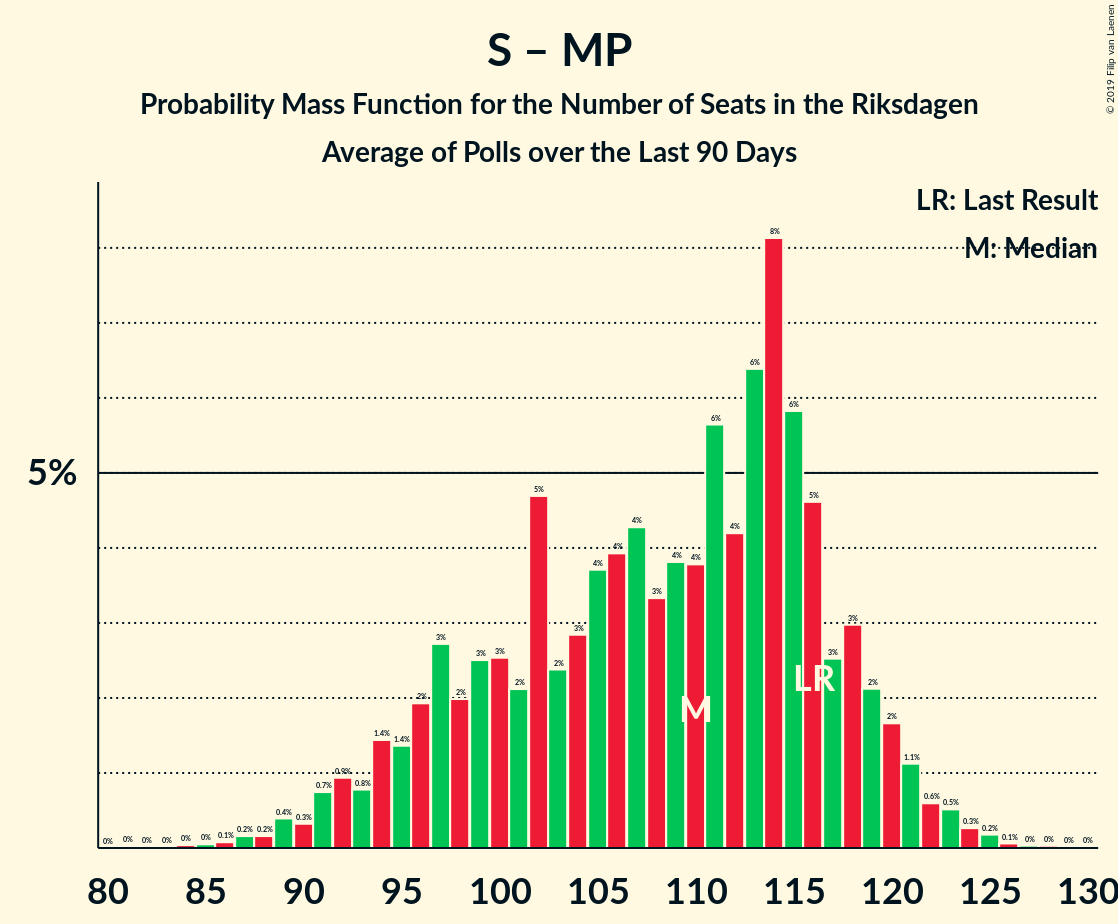 S – MP
Probability Mass Function for the Number of Seats in the Riksdagen
Average of Polls over the Last 90 Days
© 2019 Filip van Laenen
LR: Last Result
M: Median
5%
0% 0% 0% 0% 0% 0% 0.1% 0.2% 0.2% 0.4% 0.3% 0.7% 0.9% 0.8% 1.4% 1.4% 2% 3% 2% 3% 3% 2% 5% 2% 3% 4% 4% 4% 3% 4% 4% 6% 4% 6% 8% 6% 5% 3% 3% 2% 2% 1.1% 0.6% 0.5% 0.3% 0.2% 0.1% 0% 0% 0% 0%
M
LR
80 85 90 95 100 105 110 115 120 125 130